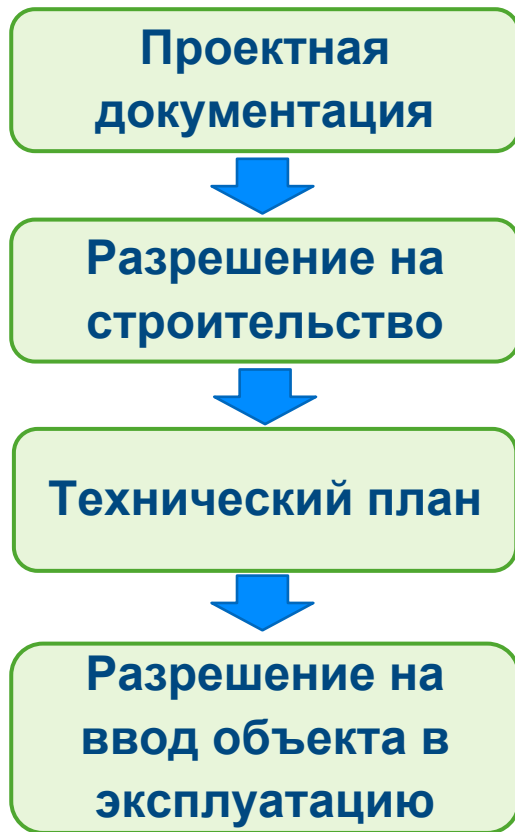 Проектная
документация
Разрешение на
строительство
Технический план
Разрешение на
ввод объекта в
эксплуатацию